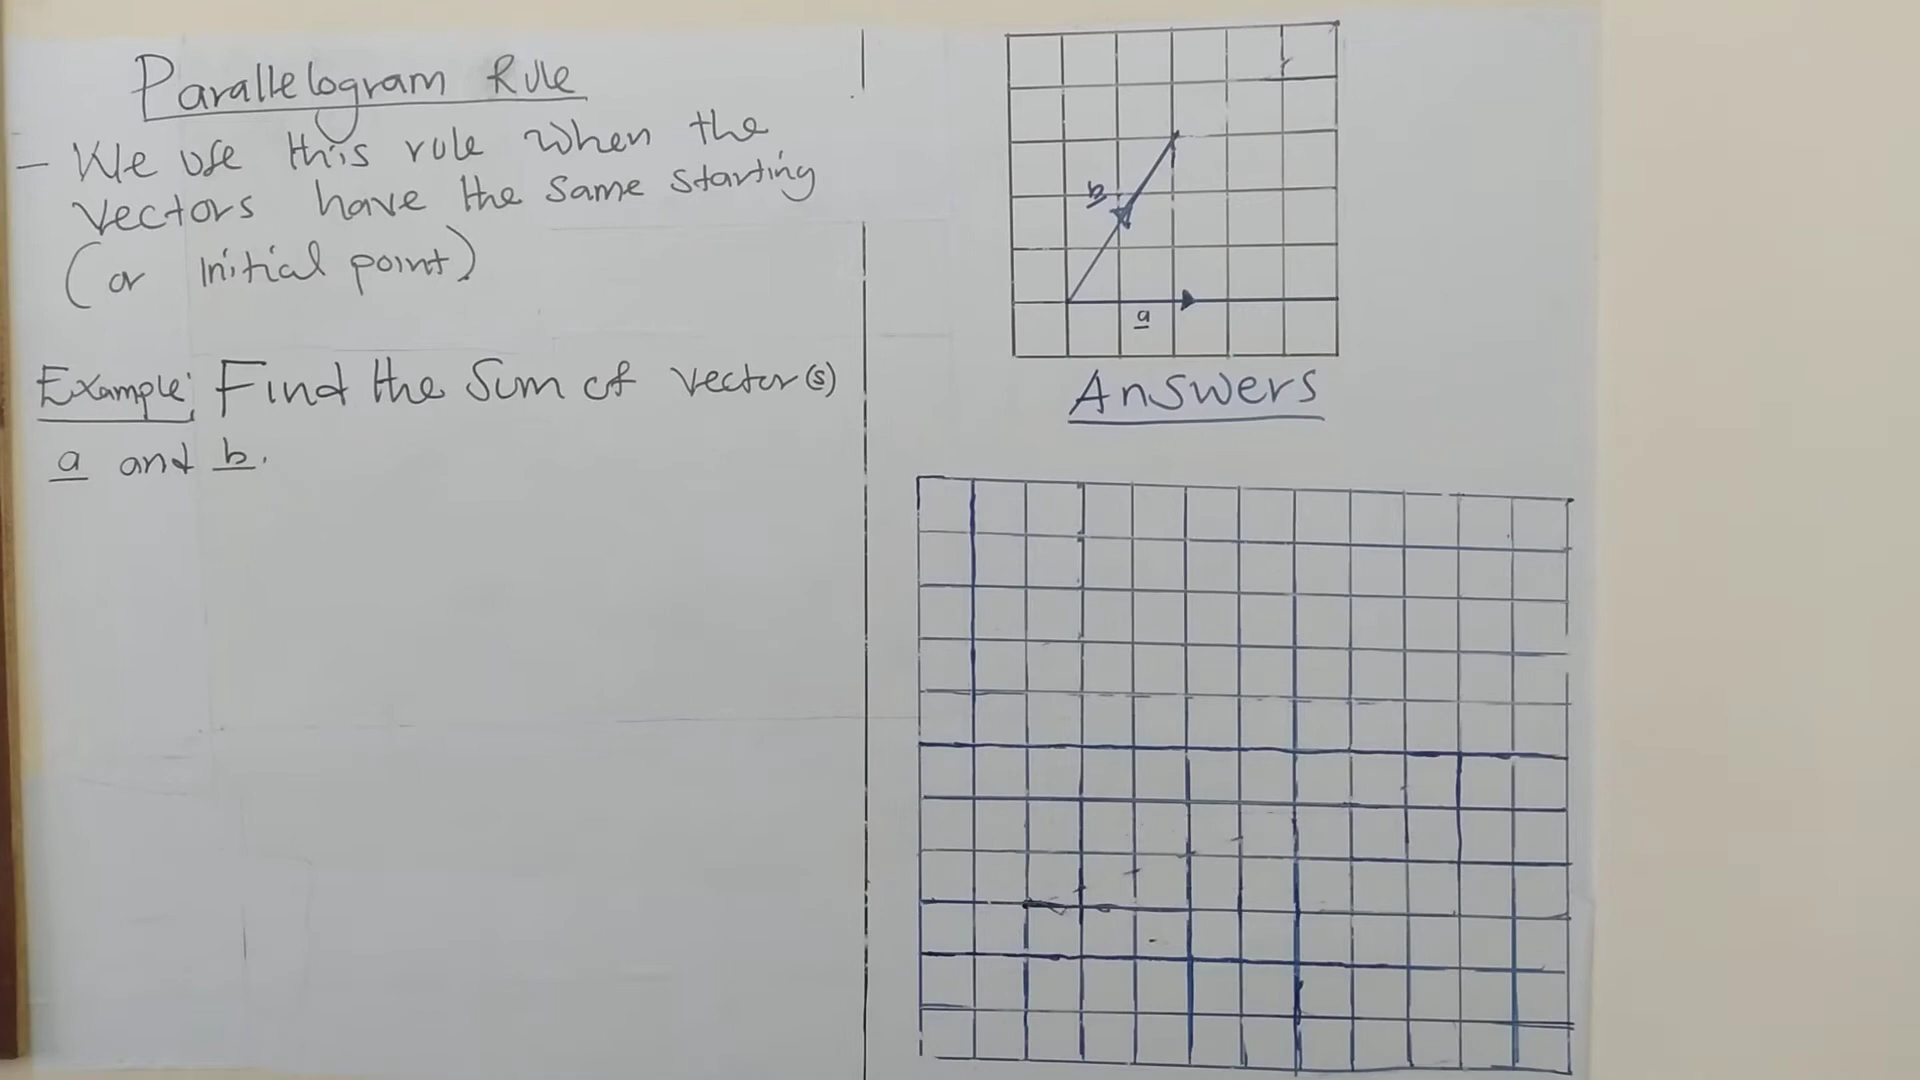 Parallelogram Rule
- We use this rule when the
vectors have the same starting
(or initial point)
Example; Find the sum of vector(s)
a and b.
b
a
Answers